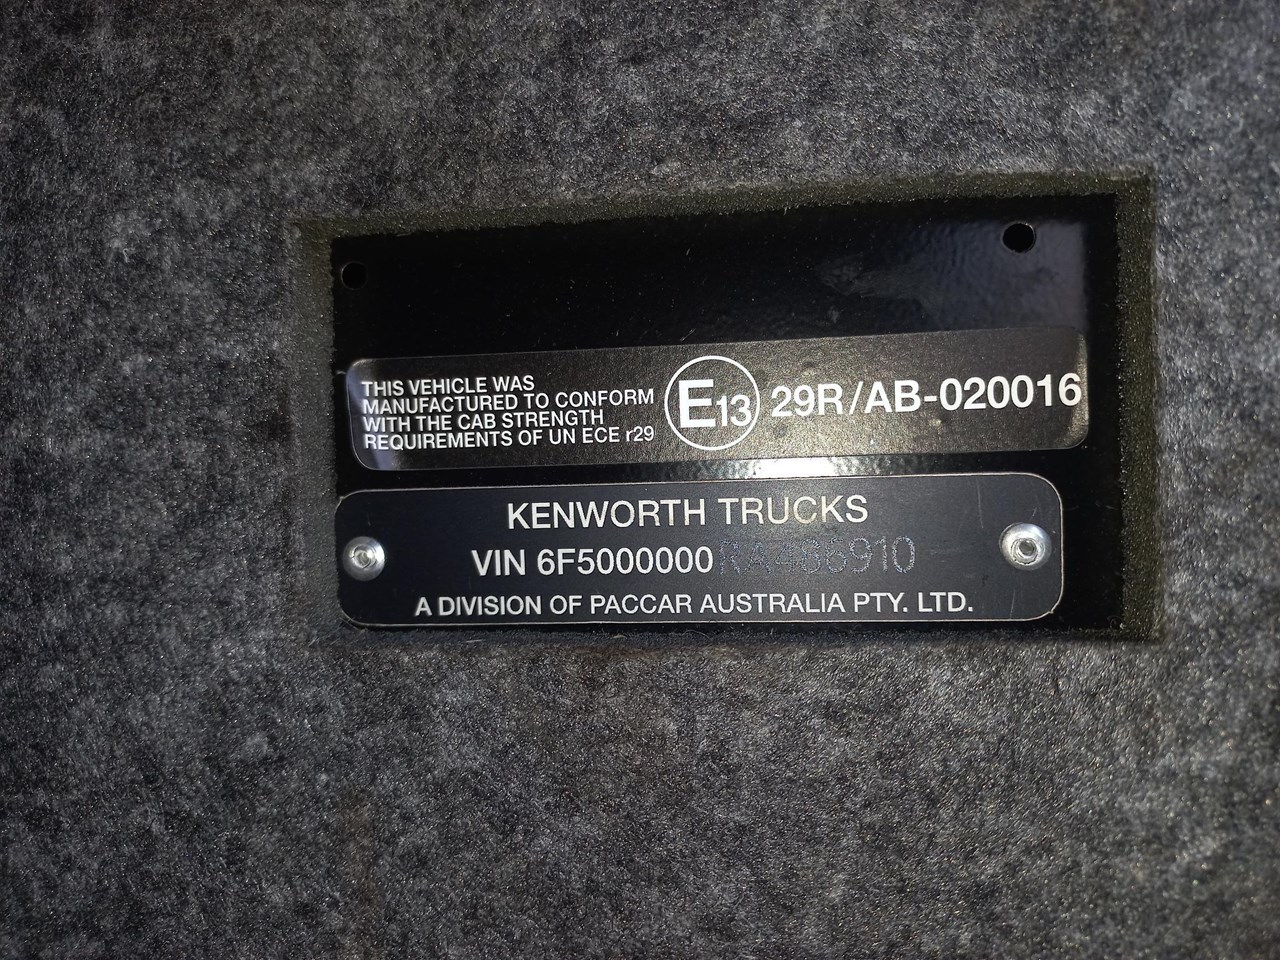 THIS VEHICLE WAS
MANUFACTURED TO CONFORM
WITH THE CAB STRENGTH
REQUIREMENTS OF UN ECE r29
E13
29R/AB-020016
KENWORTH TRUCKS
VIN 6F5000000RA486910
A DIVISION OF PACCAR AUSTRALIA PTY. LTD.